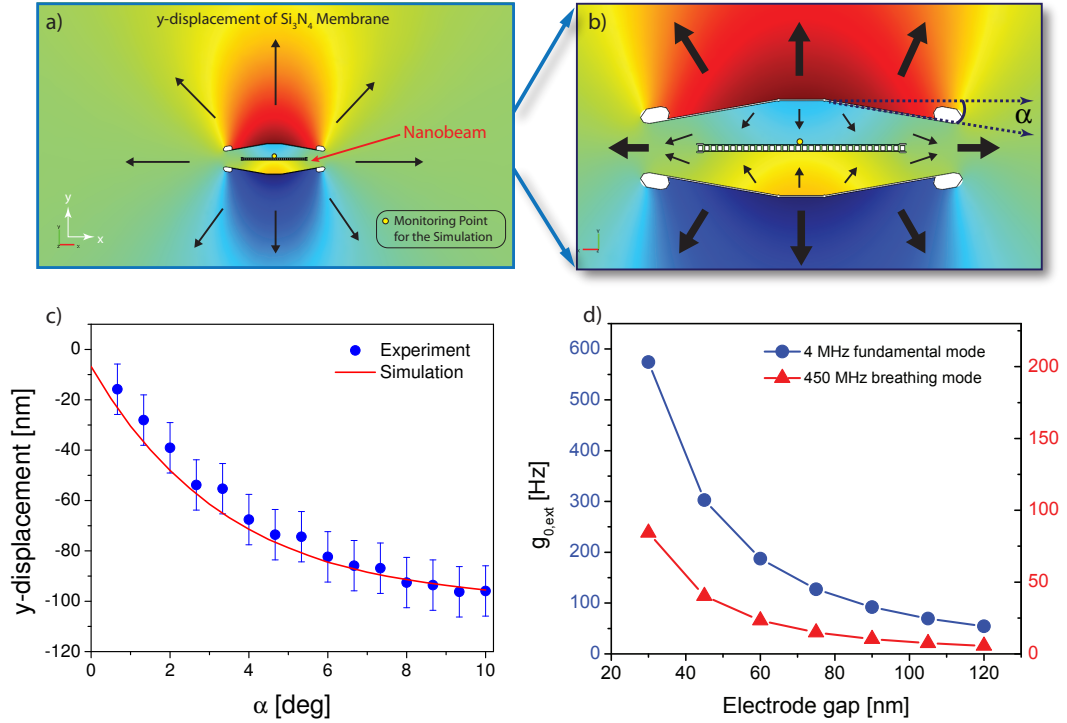 a)
y-displacement of Si₃N₄ Membrane
Nanobeam
Monitoring Point
for the Simulation
y
x
b)
α
c)
0
-20
-40
-60
-80
-100
-120
y-displacement [nm]
Experiment
Simulation
0 2 4 6 8 10
α [deg]
d)
600
500
400
300
200
100
0
g₀,ext [Hz]
4 MHz fundamental mode
450 MHz breathing mode
200
150
100
50
0
20 40 60 80 100 120
Electrode gap [nm]